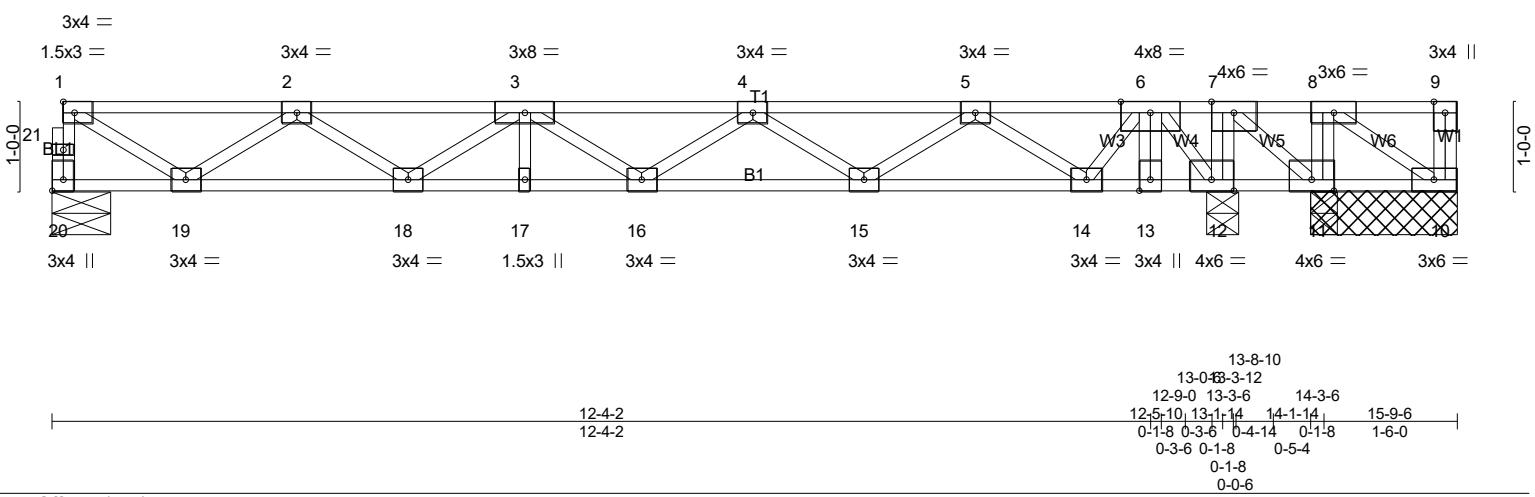 3x4 =
1.5x3 = 3x4 = 3x8 = 3x4 = 3x4 = 4x8 = 3x4 ||
4x6 = 3x6 =
1 2 3 4 5 6 7 8 9
T1
1-0-0 21 BL1 W3 W4 W5 W6 W1 1-0-0
B1
20 19 18 17 16 15 14 13 12 11 10
3x4 || 3x4 = 3x4 = 1.5x3 || 3x4 = 3x4 = 3x4 = 3x4 || 4x6 = 4x6 = 3x6 =
13-8-10
13-0-6 13-3-12
12-9-0 13-3-6 14-3-6
12-4-2 12-5-10 13-1-14 14-1-14 15-9-6
12-4-2 0-1-8 0-3-6 0-4-14 0-1-8 1-6-0
0-3-6 0-1-8 0-5-4
0-1-8
0-0-6